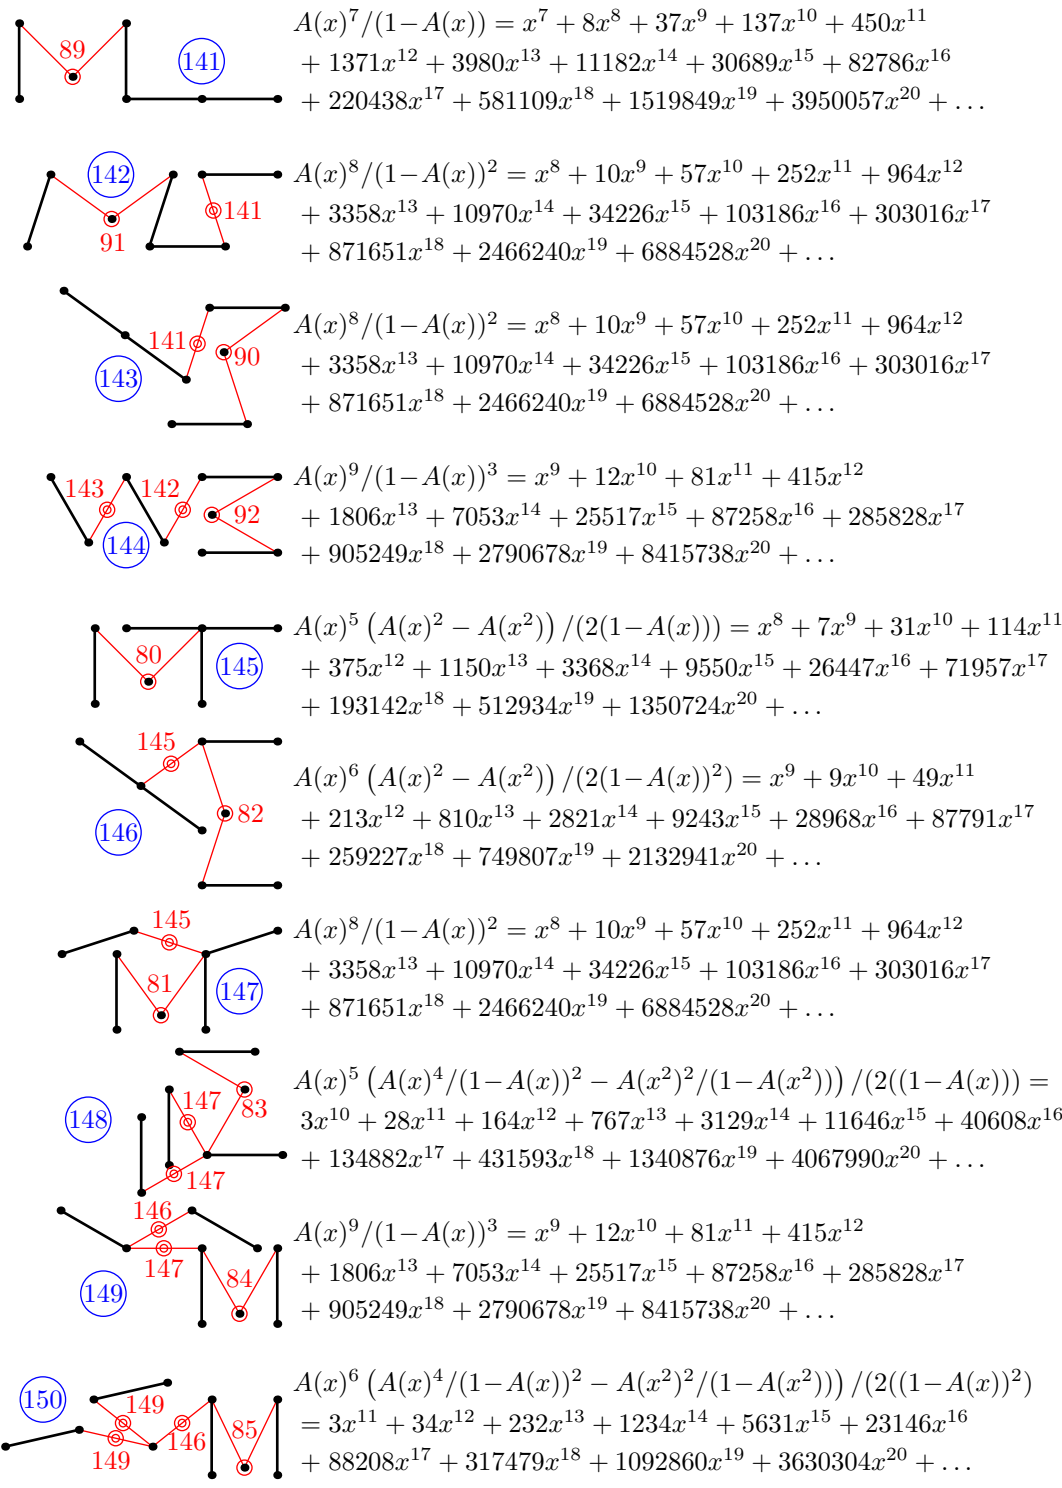 89
141
A(x)^7/(1−A(x)) = x^7 + 8x^8 + 37x^9 + 137x^10 + 450x^11
+ 1371x^12 + 3980x^13 + 11182x^14 + 30689x^15 + 82786x^16
+ 220438x^17 + 581109x^18 + 1519849x^19 + 3950057x^20 + ...
142
141
91
A(x)^8/(1−A(x))^2 = x^8 + 10x^9 + 57x^10 + 252x^11 + 964x^12
+ 3358x^13 + 10970x^14 + 34226x^15 + 103186x^16 + 303016x^17
+ 871651x^18 + 2466240x^19 + 6884528x^20 + ...
141
90
143
A(x)^8/(1−A(x))^2 = x^8 + 10x^9 + 57x^10 + 252x^11 + 964x^12
+ 3358x^13 + 10970x^14 + 34226x^15 + 103186x^16 + 303016x^17
+ 871651x^18 + 2466240x^19 + 6884528x^20 + ...
143
142
92
144
A(x)^9/(1−A(x))^3 = x^9 + 12x^10 + 81x^11 + 415x^12
+ 1806x^13 + 7053x^14 + 25517x^15 + 87258x^16 + 285828x^17
+ 905249x^18 + 2790678x^19 + 8415738x^20 + ...
80
145
A(x)^5 (A(x)^2 − A(x^2)) /(2(1−A(x))) = x^8 + 7x^9 + 31x^10 + 114x^11
+ 375x^12 + 1150x^13 + 3368x^14 + 9550x^15 + 26447x^16 + 71957x^17
+ 193142x^18 + 512934x^19 + 1350724x^20 + ...
145
82
146
A(x)^6 (A(x)^2 − A(x^2)) /(2(1−A(x))^2) = x^9 + 9x^10 + 49x^11
+ 213x^12 + 810x^13 + 2821x^14 + 9243x^15 + 28968x^16 + 87791x^17
+ 259227x^18 + 749807x^19 + 2132941x^20 + ...
145
81
147
A(x)^8/(1−A(x))^2 = x^8 + 10x^9 + 57x^10 + 252x^11 + 964x^12
+ 3358x^13 + 10970x^14 + 34226x^15 + 103186x^16 + 303016x^17
+ 871651x^18 + 2466240x^19 + 6884528x^20 + ...
147
83
148
147
A(x)^5 (A(x)^4/(1−A(x))^2 − A(x^2)^2/(1−A(x^2))) /(2((1−A(x))) =
3x^10 + 28x^11 + 164x^12 + 767x^13 + 3129x^14 + 11646x^15 + 40608x^16
+ 134882x^17 + 431593x^18 + 1340876x^19 + 4067990x^20 + ...
146
147
84
149
A(x)^9/(1−A(x))^3 = x^9 + 12x^10 + 81x^11 + 415x^12
+ 1806x^13 + 7053x^14 + 25517x^15 + 87258x^16 + 285828x^17
+ 905249x^18 + 2790678x^19 + 8415738x^20 + ...
150
149
146
85
149
A(x)^6 (A(x)^4/(1−A(x))^2 − A(x^2)^2/(1−A(x^2))) /(2((1−A(x))^2)
= 3x^11 + 34x^12 + 232x^13 + 1234x^14 + 5631x^15 + 23146x^16
+ 88208x^17 + 317479x^18 + 1092860x^19 + 3630304x^20 + ...